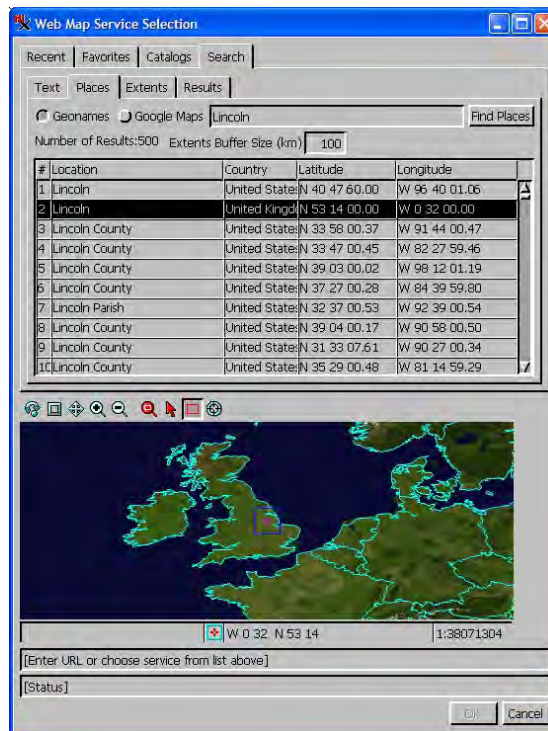 Web Map Service Selection
Recent Favorites Catalogs Search
Text Places Extents Results
Geonames Google Maps Lincoln Find Places
Number of Results:500 Extents Buffer Size (km) 100
# Location Country Latitude Longitude
1 Lincoln United States N 40 47 60.00 W 96 40 01.06
2 Lincoln United Kingd N 53 14 00.00 W 0 32 00.00
3 Lincoln County United States N 33 58 00.37 W 91 44 00.47
4 Lincoln County United States N 33 47 00.45 W 82 27 59.46
5 Lincoln County United States N 39 03 00.02 W 98 12 01.19
6 Lincoln County United States N 37 27 00.28 W 84 39 59.80
7 Lincoln Parish United States N 32 37 00.53 W 92 39 00.54
8 Lincoln County United States N 39 04 00.17 W 90 58 00.50
9 Lincoln County United States N 31 33 07.61 W 90 27 00.34
10 Lincoln County United States N 35 29 00.48 W 81 14 59.29
W 0 32 N 53 14 1:38071304
[Enter URL or choose service from list above]
[Status]
OK Cancel